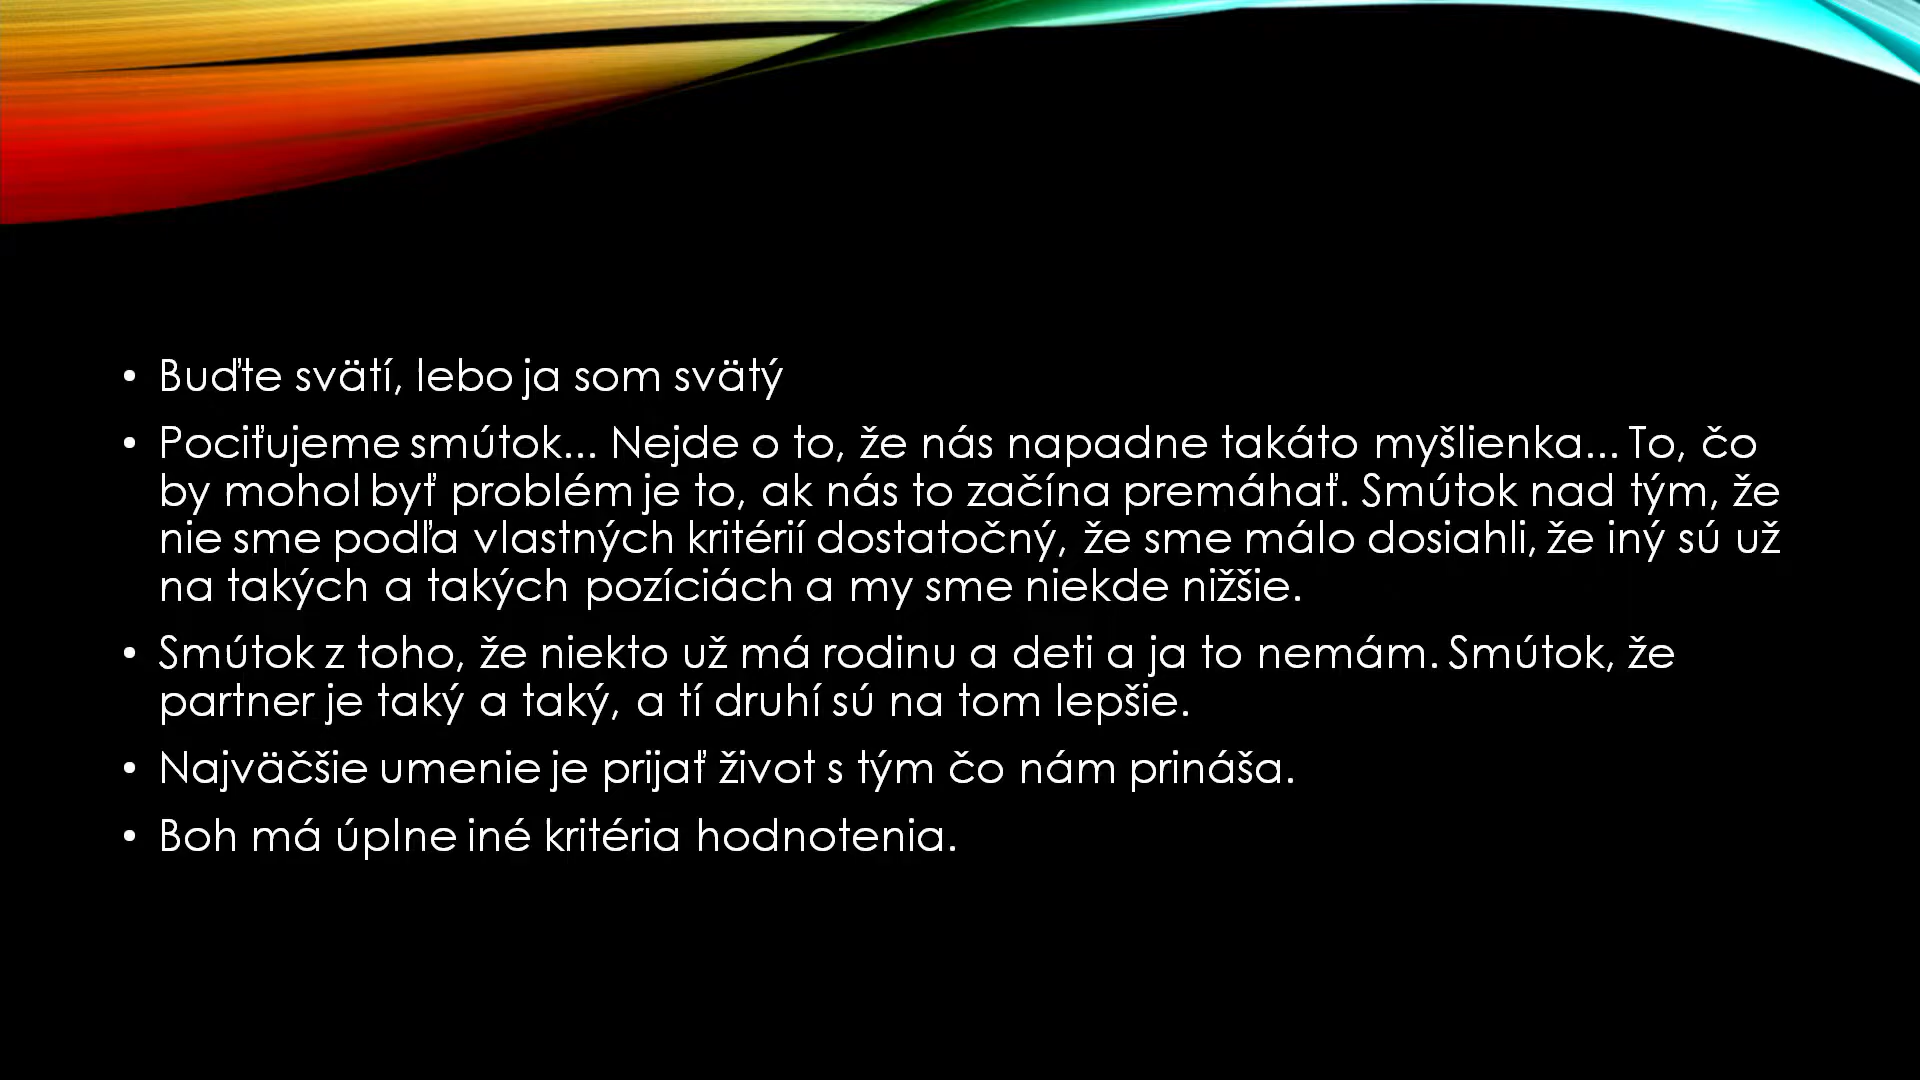 • Buďte svätí, lebo ja som svätý
• Pociťujeme smútok... Nejde o to, že nás napadne takáto myšlienka... To, čo
by mohol byť problém je to, ak nás to začína premáhať. Smútok nad tým, že
nie sme podľa vlastných kritérií dostatočný, že sme málo dosiahli, že iný sú už
na takých a takých pozíciách a my sme niekde nižšie.
• Smútok z toho, že niekto už má rodinu a deti a ja to nemám. Smútok, že
partner je taký a taký, a tí druhí sú na tom lepšie.
• Najväčšie umenie je prijať život s tým čo nám prináša.
• Boh má úplne iné kritéria hodnotenia.